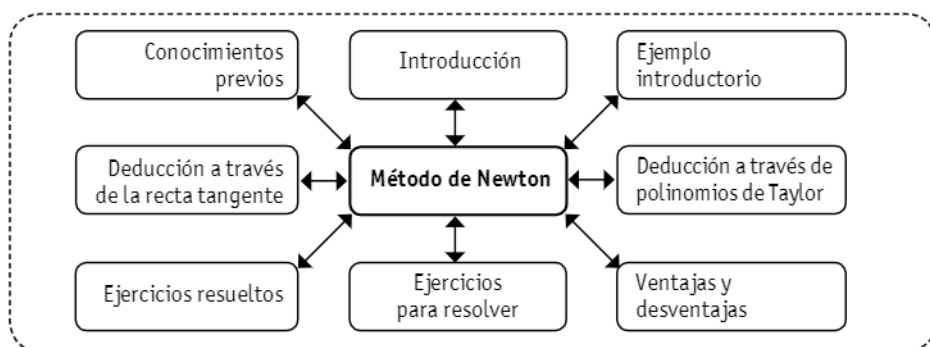 Conocimientos
previos
Introducción
Ejemplo
introductorio
Deducción a través
de la recta tangente
Método de Newton
Deducción a través de
polinomios de Taylor
Ejercicios resueltos
Ejercicios
para resolver
Ventajas y
desventajas